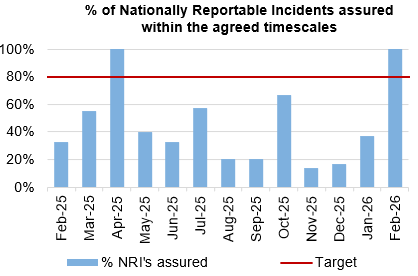 % of Nationally Reportable Incidents assured
within the agreed timescales
100%
80%
60%
40%
20%
0%
Feb-25
Mar-25
Apr-25
May-25
Jun-25
Jul-25
Aug-25
Sep-25
Oct-25
Nov-25
Dec-25
Jan-26
Feb-26
% NRI's assured
Target